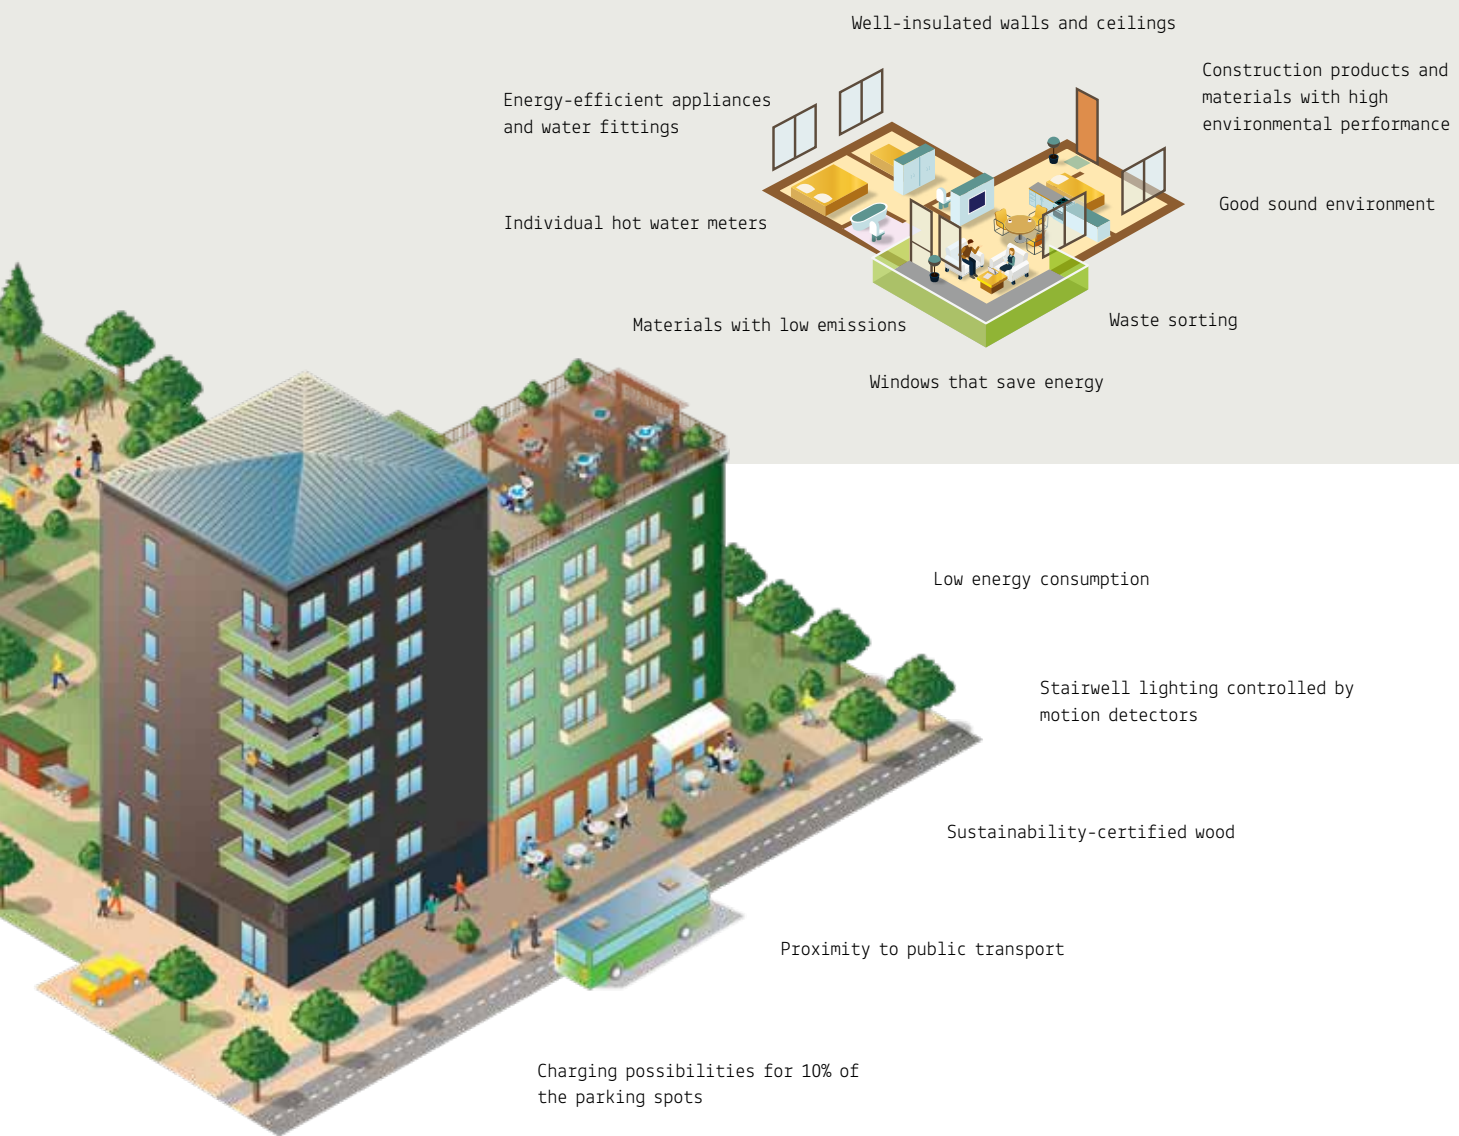 Well-insulated walls and ceilings
Construction products and
materials with high
environmental performance
Energy-efficient appliances
and water fittings
Good sound environment
Individual hot water meters
Waste sorting
Materials with low emissions
Windows that save energy
Low energy consumption
Stairwell lighting controlled by
motion detectors
Sustainability-certified wood
Proximity to public transport
Charging possibilities for 10% of
the parking spots